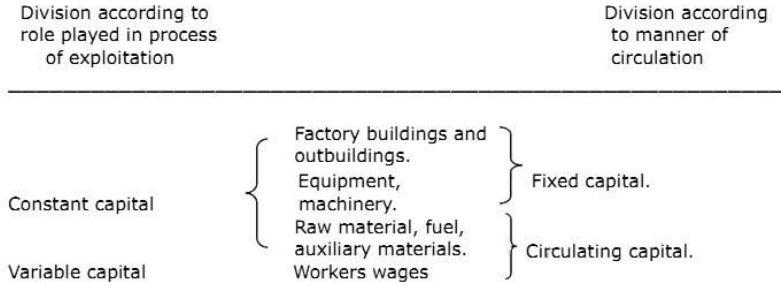 Division according to
role played in process
of exploitation
Division according
to manner of
circulation
Factory buildings and
outbuildings.
Equipment,
machinery.
Fixed capital.
Constant capital
Raw material, fuel,
auxiliary materials.
Circulating capital.
Variable capital
Workers wages